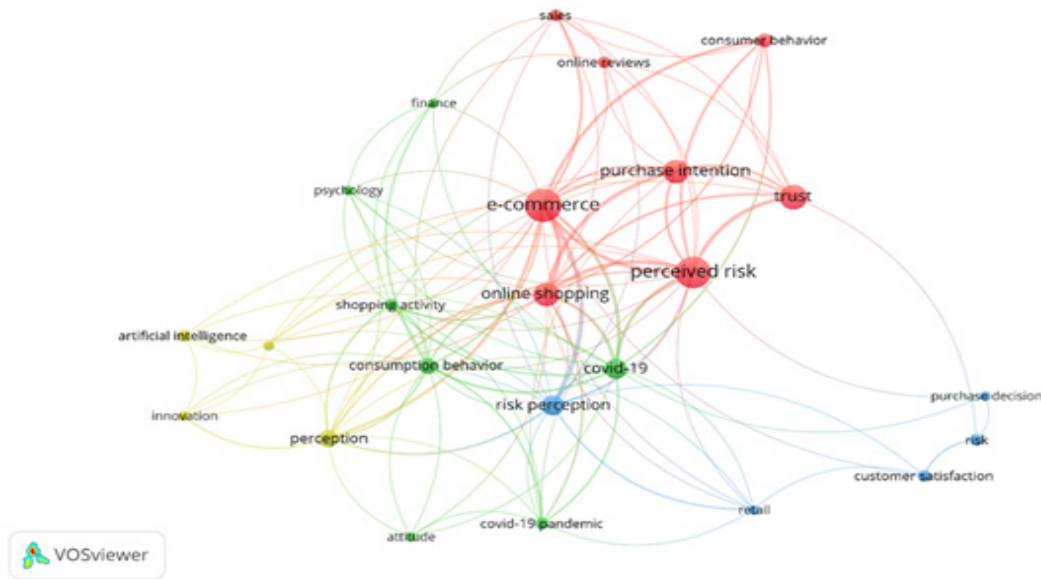 sales
consumer behavior
online reviews
finance
purchase intention
psychology
trust
e-commerce
perceived risk
online shopping
shopping activity
artificial intelligence
consumption behavior
covid-19
purchase decision
risk perception
innovation
perception
risk
customer satisfaction
retail
covid-19 pandemic
attitude
VOSviewer